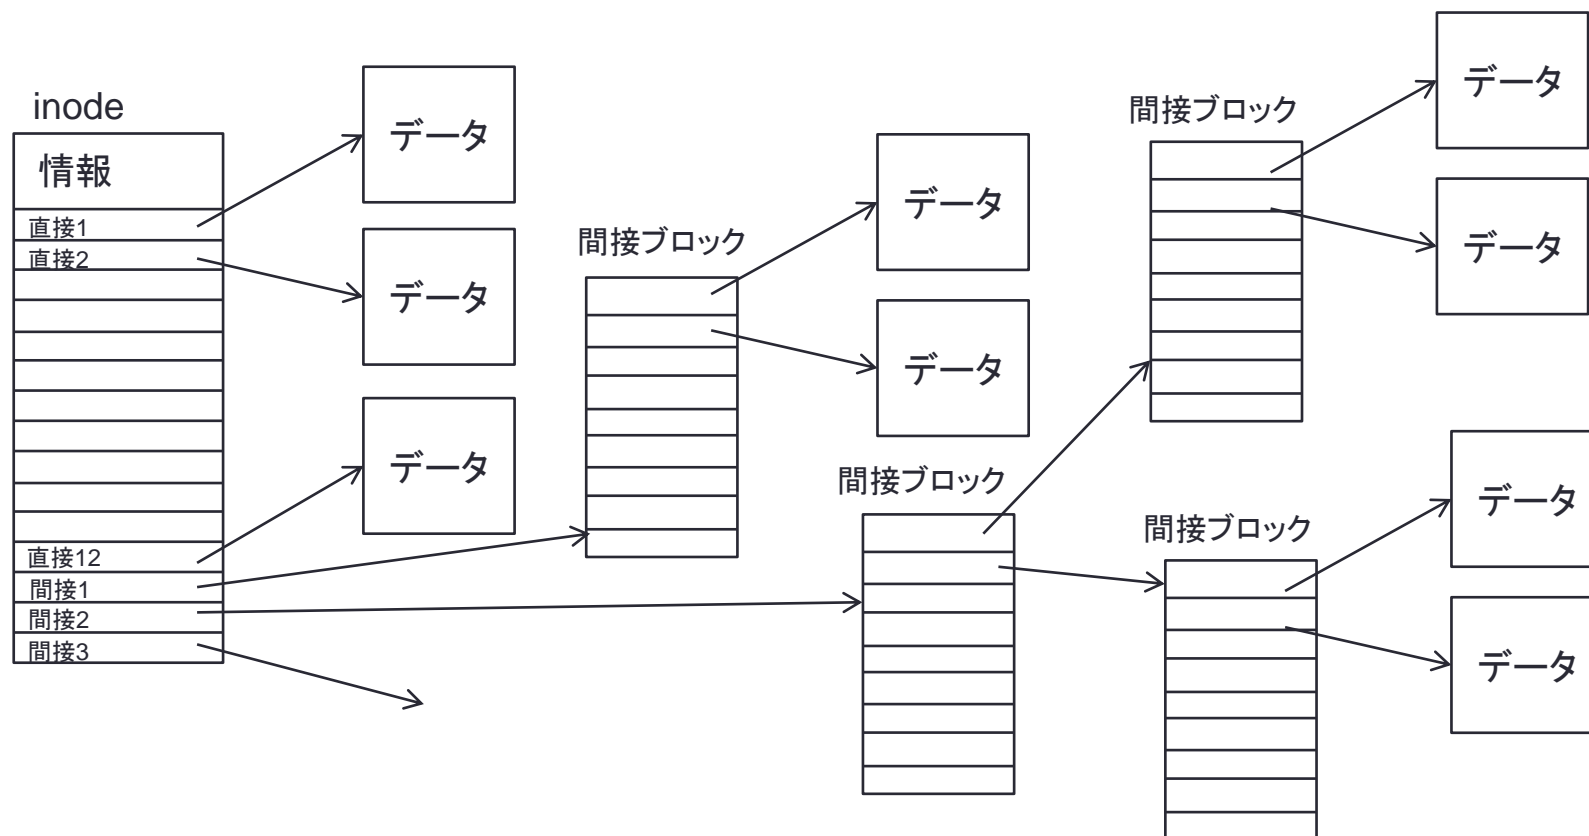 inode
情報
直接1
直接2
直接12
間接1
間接2
間接3
データ
データ
データ
間接ブロック
データ
データ
間接ブロック
間接ブロック
データ
データ
間接ブロック
データ
データ